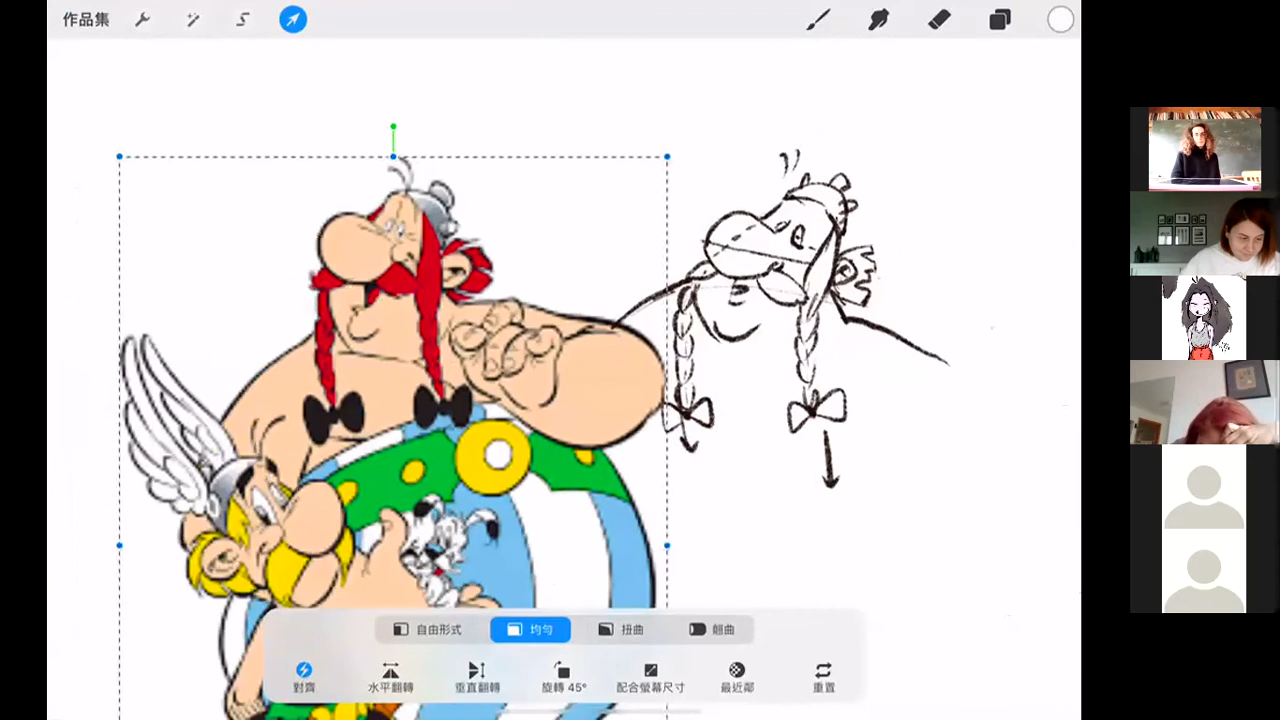 作品集
自由形式 均勻 扭曲 翹曲
對齊 水平翻轉 垂直翻轉 旋轉 45° 配合螢幕尺寸 最近鄰 重置